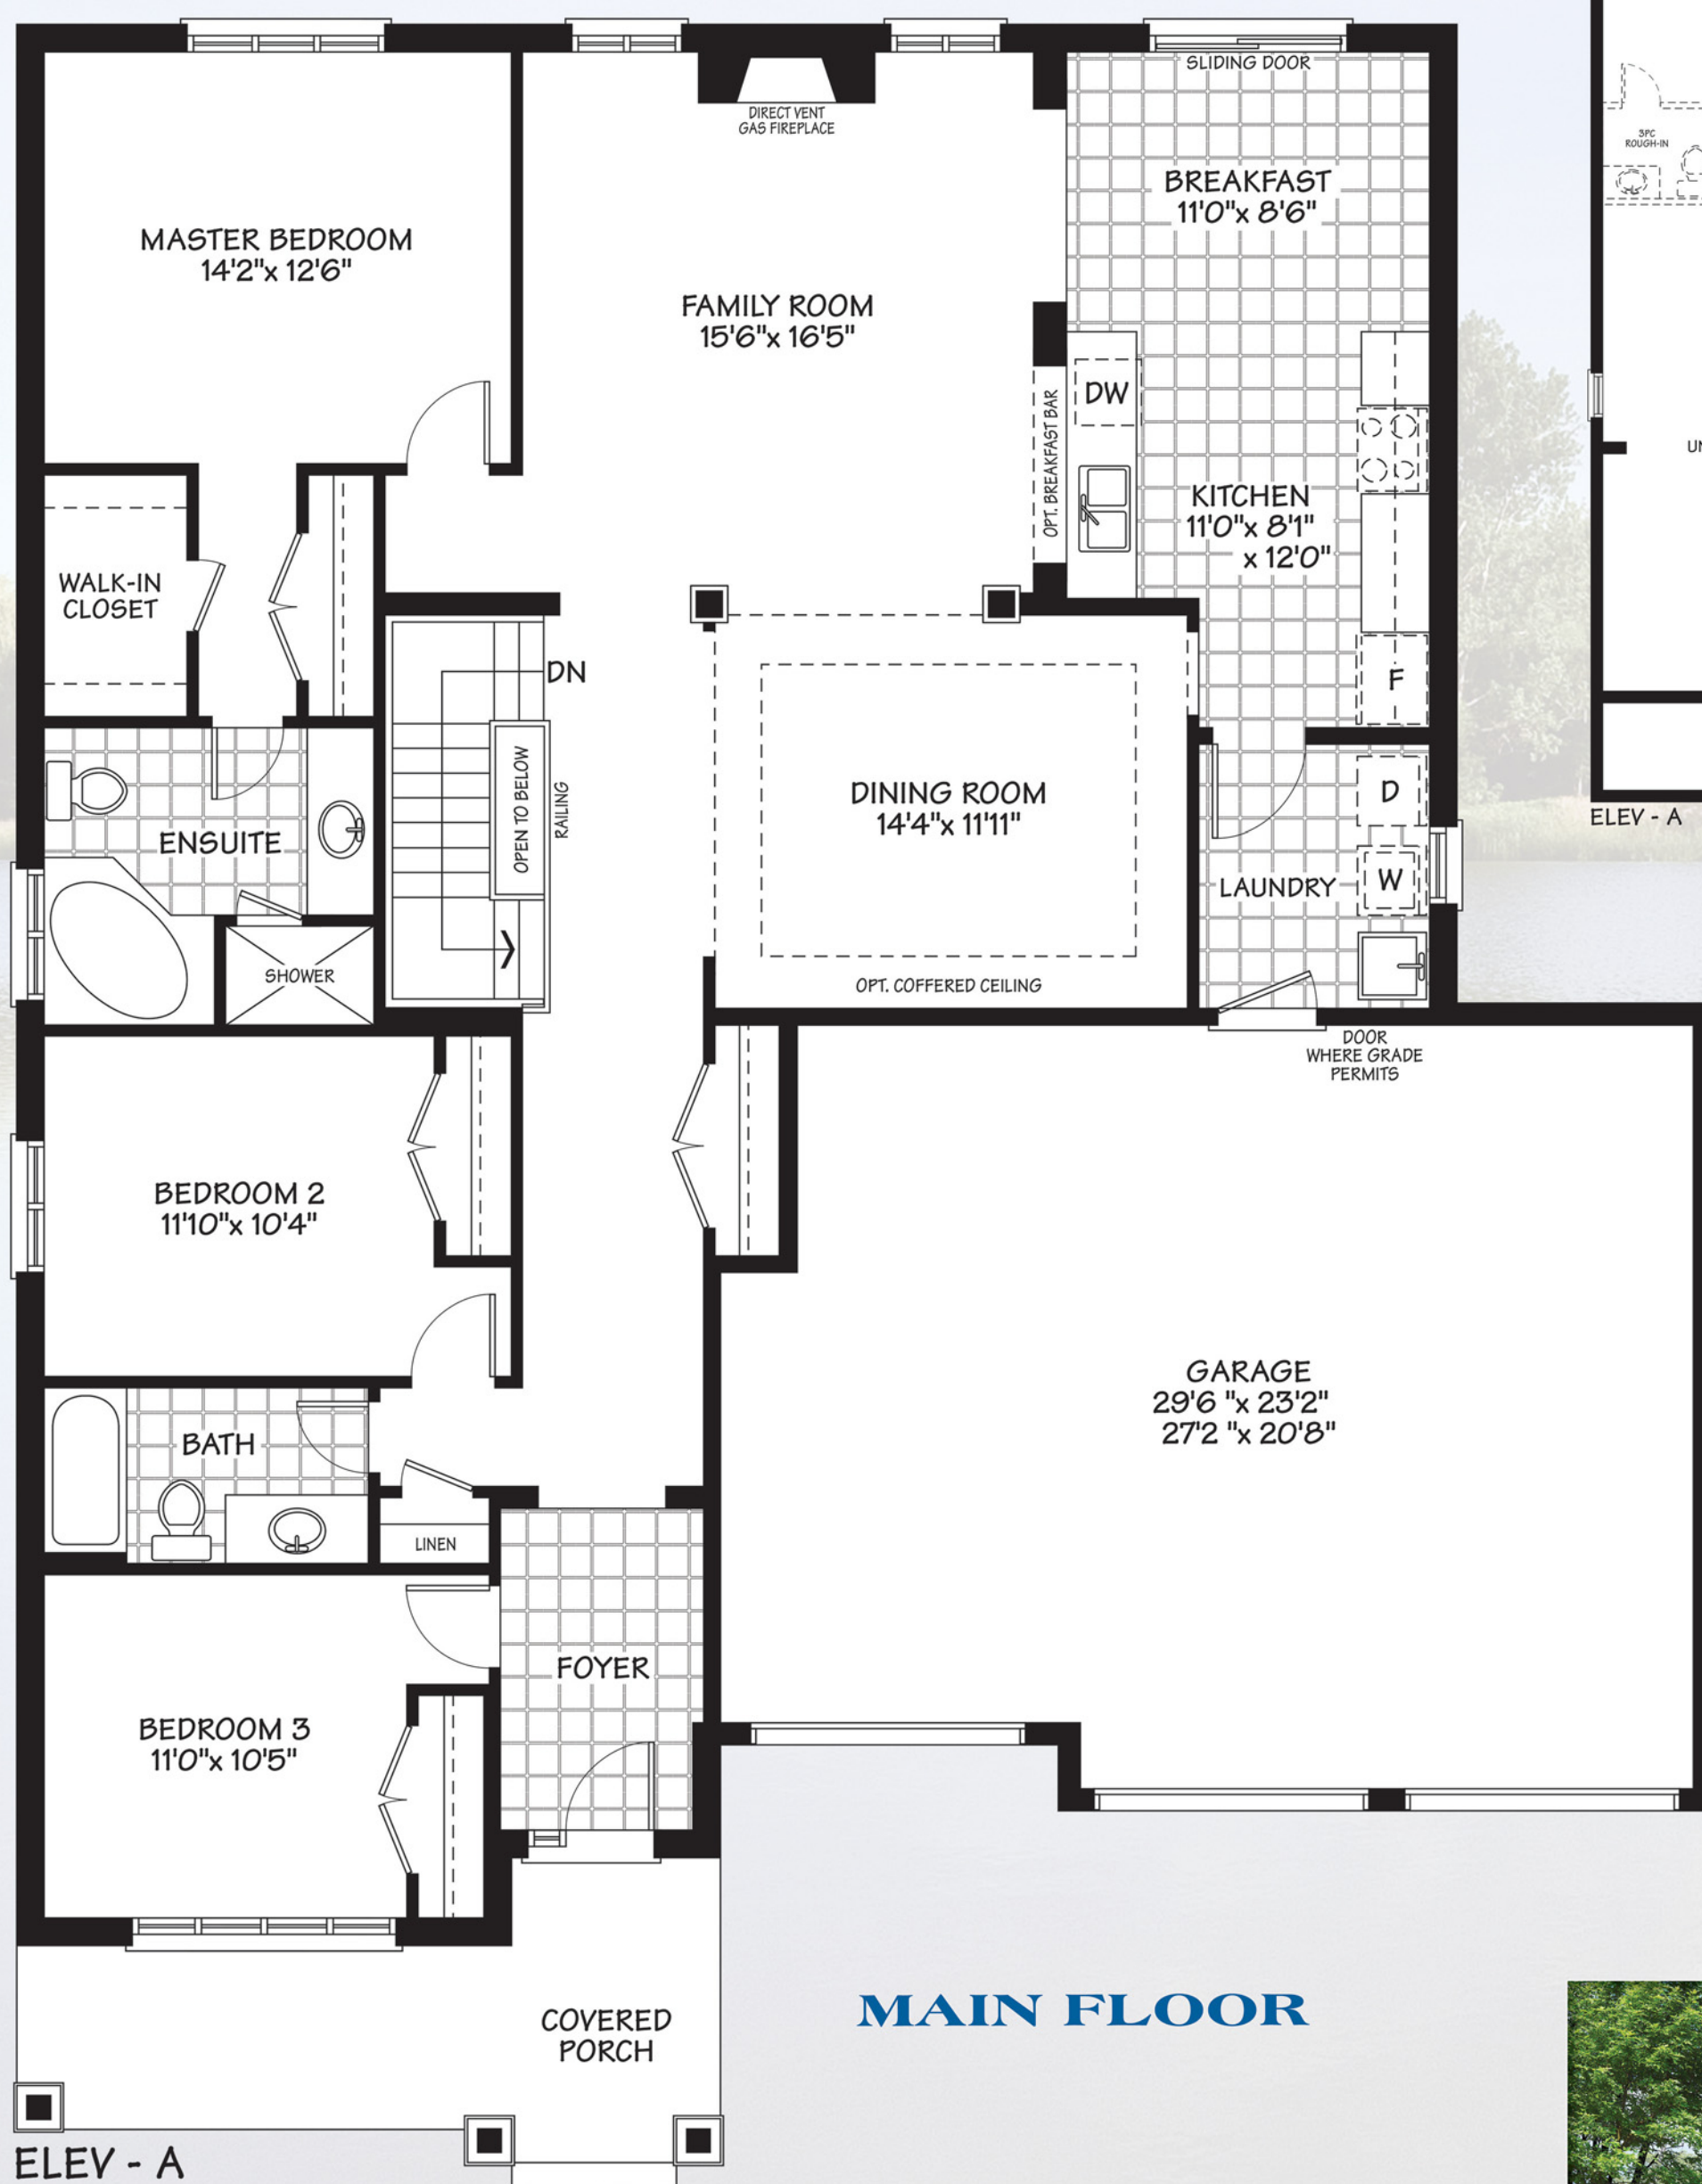 SLIDING DOOR
DIRECT VENT
GAS FIREPLACE
3PC
ROUGH-IN
BREAKFAST
11'0"x 8'6"
MASTER BEDROOM
14'2"x 12'6"
FAMILY ROOM
15'6"x 16'5"
DW
OPT. BREAKFAST BAR
KITCHEN
11'0"x 8'1"
x 12'0"
WALK-IN
CLOSET
DN
F
OPEN TO BELOW
RAILING
DINING ROOM
14'4"x 11'11"
D
ELEV - A
ENSUITE
LAUNDRY
W
SHOWER
OPT. COFFERED CEILING
DOOR
WHERE GRADE
PERMITS
BEDROOM 2
11'10"x 10'4"
GARAGE
29'6 "x 23'2"
27'2 "x 20'8"
BATH
LINEN
FOYER
BEDROOM 3
11'0"x 10'5"
MAIN FLOOR
COVERED
PORCH
ELEV - A